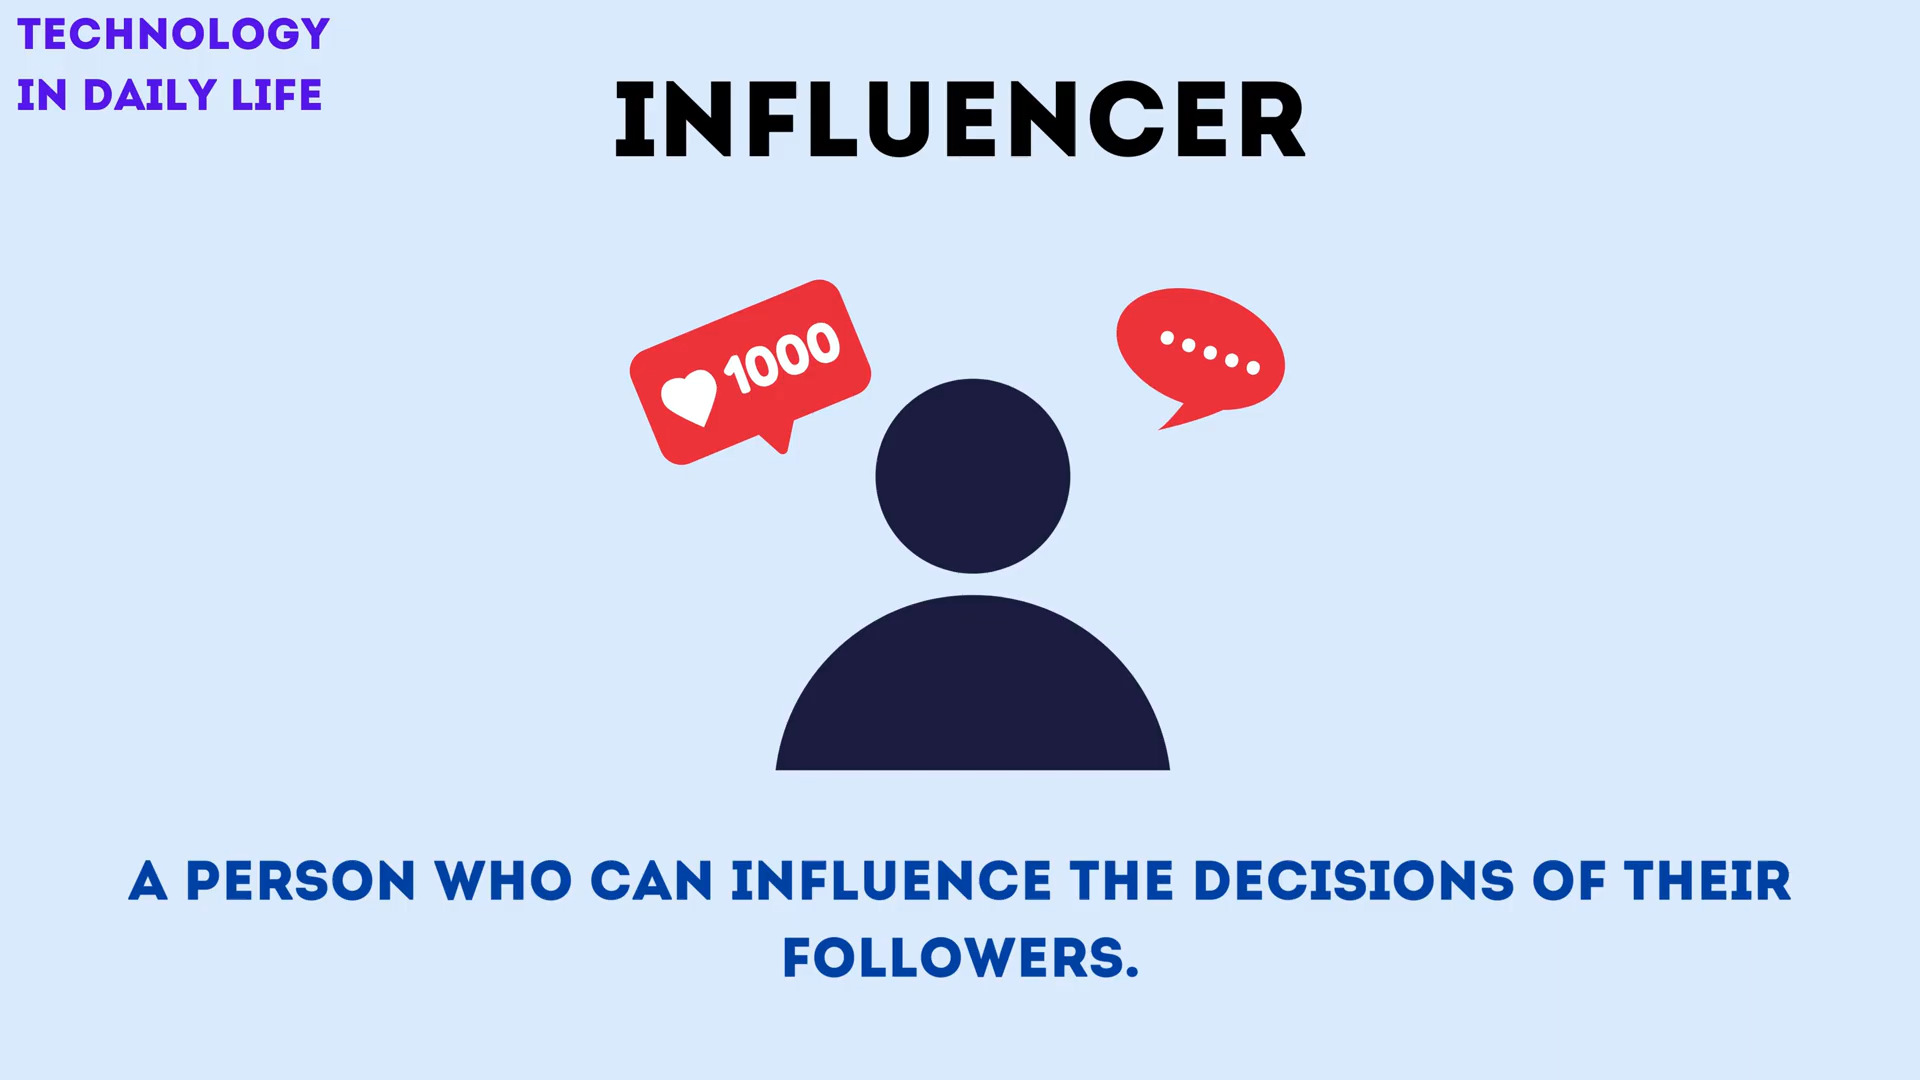 TECHNOLOGY
IN DAILY LIFE
INFLUENCER
1000
A PERSON WHO CAN INFLUENCE THE DECISIONS OF THEIR
FOLLOWERS.